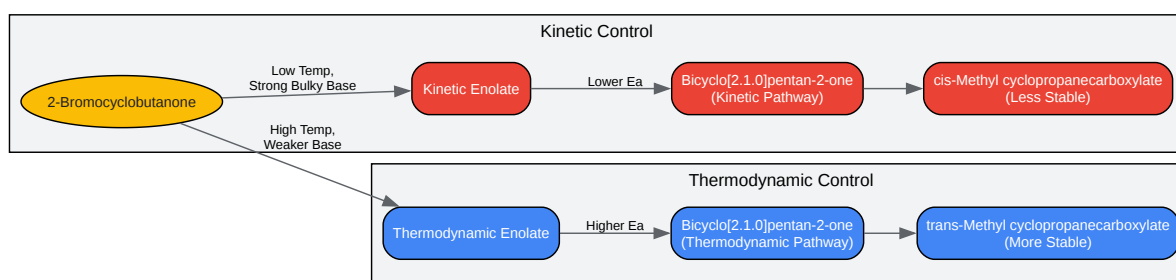 Kinetic Control
2-Bromocyclobutanone
Low Temp,
Strong Bulky Base
Kinetic Enolate
Lower Ea
Bicyclo[2.1.0]pentan-2-one
(Kinetic Pathway)
cis-Methyl cyclopropanecarboxylate
(Less Stable)
High Temp,
Weaker Base
Thermodynamic Control
Thermodynamic Enolate
Higher Ea
Bicyclo[2.1.0]pentan-2-one
(Thermodynamic Pathway)
trans-Methyl cyclopropanecarboxylate
(More Stable)